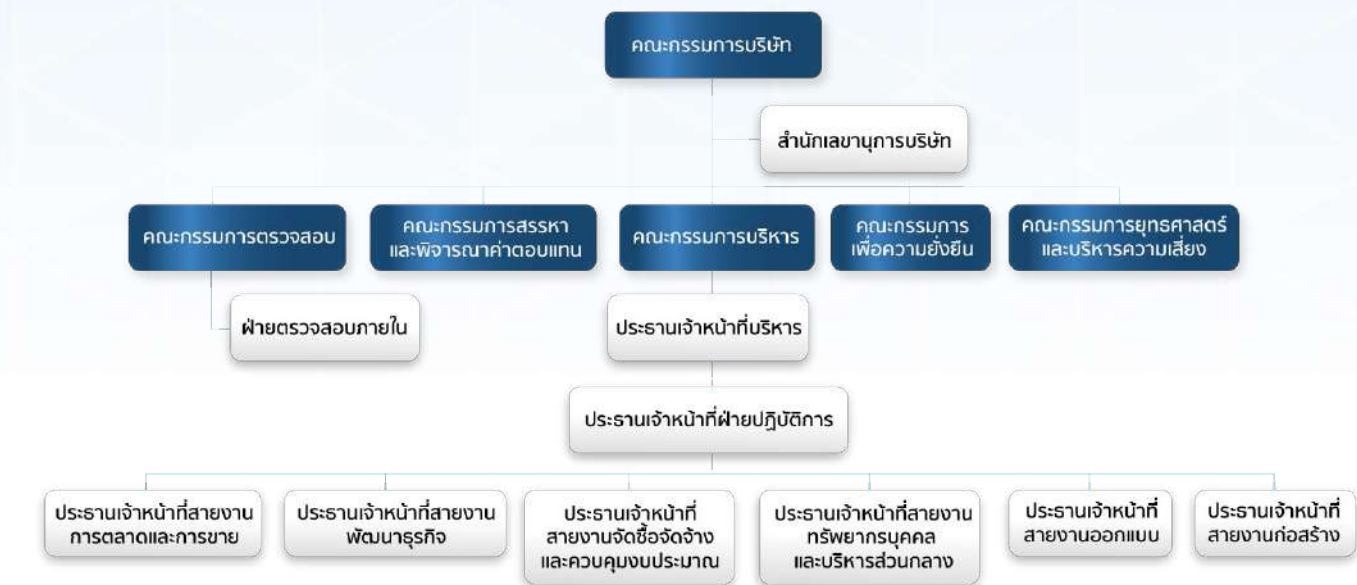 คณะกรรมการบริษัท
สำนักเลขานุการบริษัท
คณะกรรมการตรวจสอบ
คณะกรรมการสรรหา
และพิจารณาค่าตอบแทน
คณะกรรมการบริหาร
คณะกรรมการ
เพื่อความยั่งยืน
คณะกรรมการยุทธศาสตร์
และบริหารความเสี่ยง
ฝ่ายตรวจสอบภายใน
ประธานเจ้าหน้าที่บริหาร
ประธานเจ้าหน้าที่ฝ่ายปฏิบัติการ
ประธานเจ้าหน้าที่สายงาน
การตลาดและการขาย
ประธานเจ้าหน้าที่สายงาน
พัฒนาธุรกิจ
ประธานเจ้าหน้าที่
สายงานจัดซื้อจัดจ้าง
และควบคุมงบประมาณ
ประธานเจ้าหน้าที่สายงาน
ทรัพยากรบุคคล
และบริหารส่วนกลาง
ประธานเจ้าหน้าที่
สายงานออกแบบ
ประธานเจ้าหน้าที่
สายงานก่อสร้าง